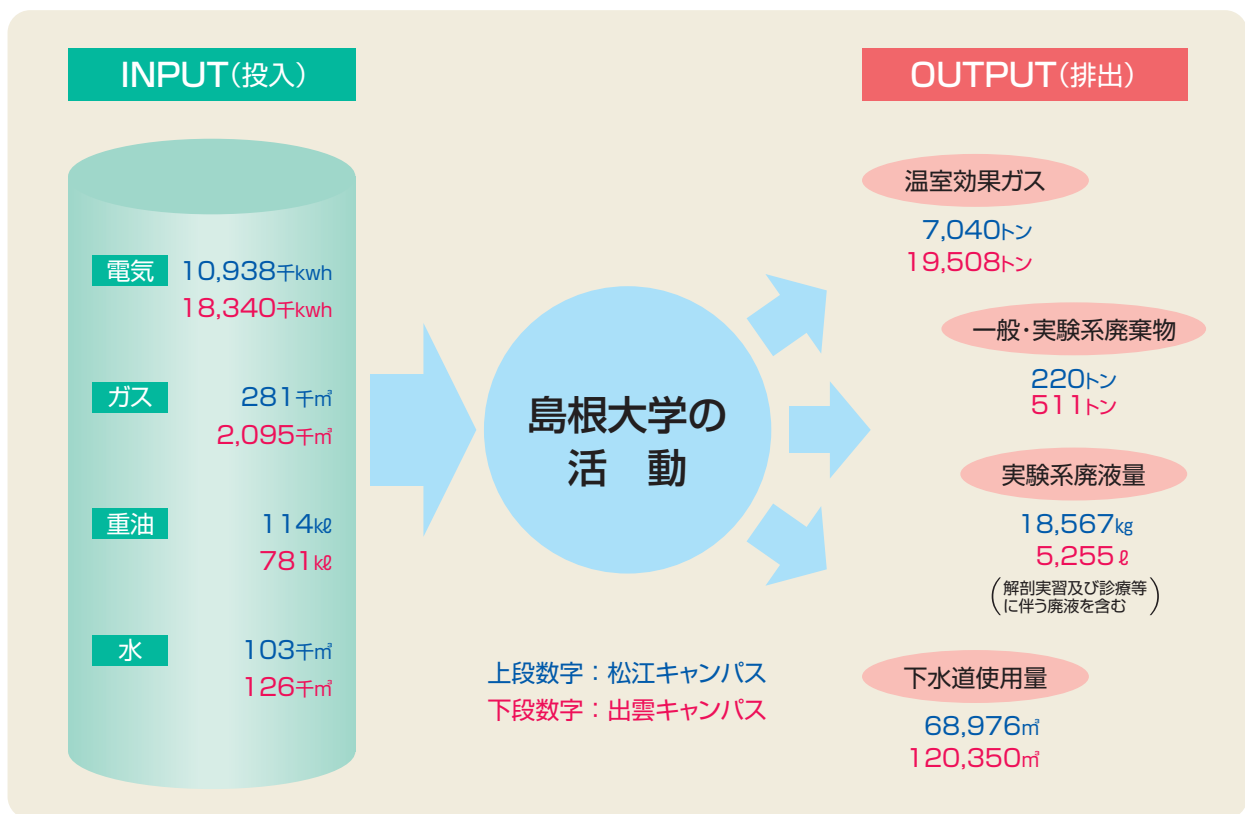 INPUT(投入)
電気 10,938千kwh
18,340千kwh
ガス 281千㎥
2,095千㎥
重油 114kℓ
781kℓ
水 103千㎥
126千㎥
島根大学の
活 動
上段数字：松江キャンパス
下段数字：出雲キャンパス
OUTPUT(排出)
温室効果ガス
7,040トン
19,508トン
一般・実験系廃棄物
220トン
511トン
実験系廃液量
18,567kg
5,255ℓ
(解剖実習及び診療等
に伴う廃液を含む)
下水道使用量
68,976㎥
120,350㎥